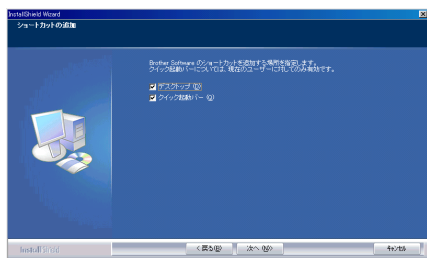 InstallShield Wizard
ショートカットの追加
Brother Software のショートカットを追加する場所を指定します。
クイック起動バーについては、現在のユーザーに対してのみ有効です。
デスクトップ (D)
クイック起動バー (Q)
InstallShield
< 戻る(B)
次へ (N)>
キャンセル